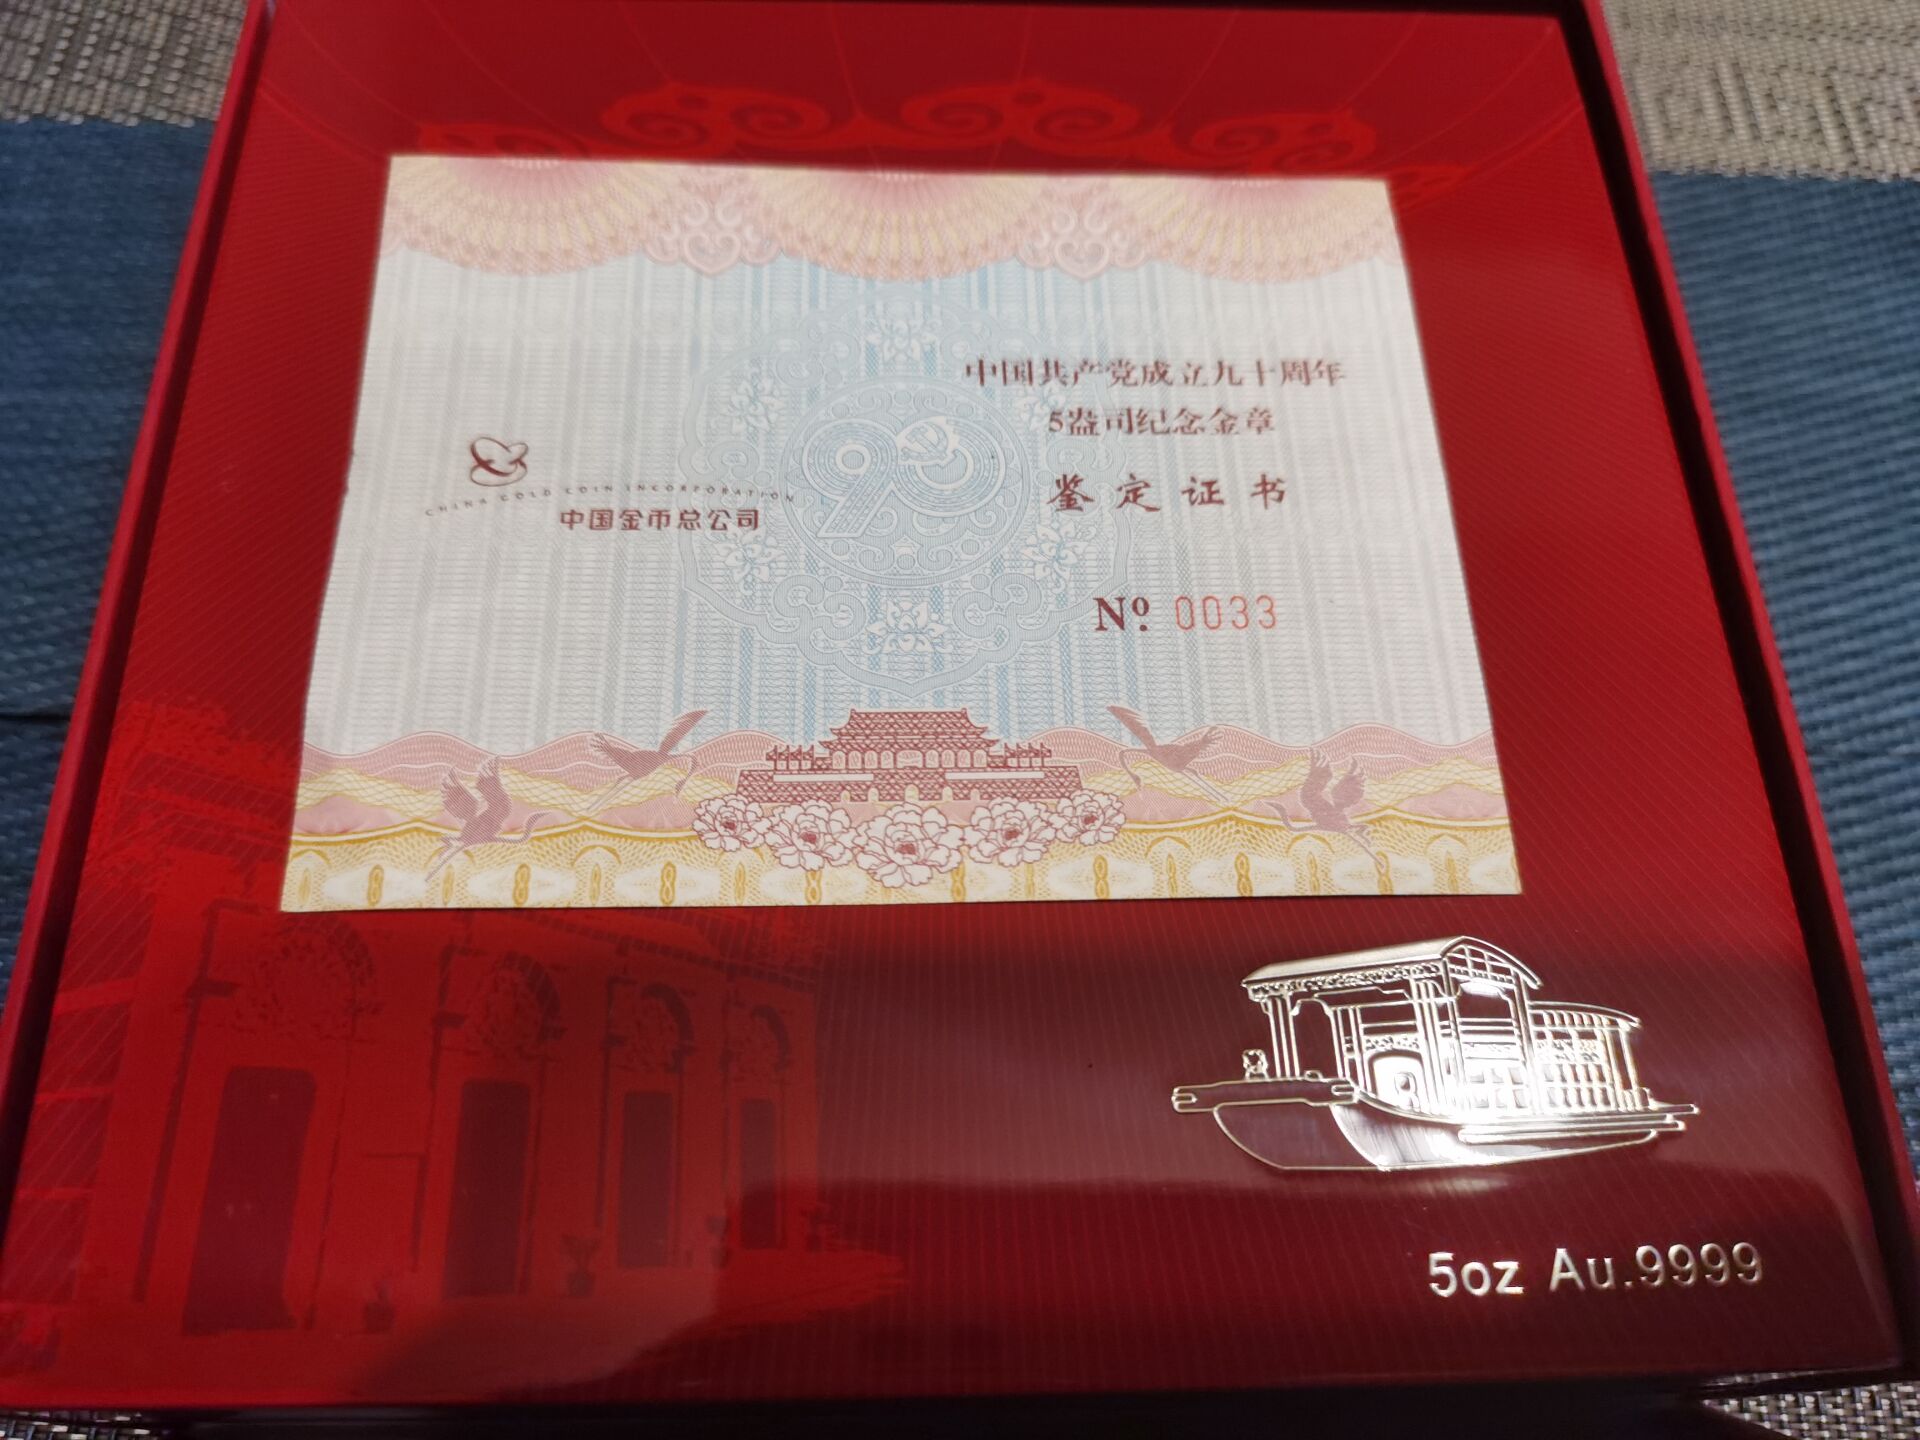 中国共产党成立九十周年
5盎司纪念金章
鉴定证书
CHINA GOLD COIN INCORPORATION
中国金币总公司
90
Nº. 0033
5oz Au.9999